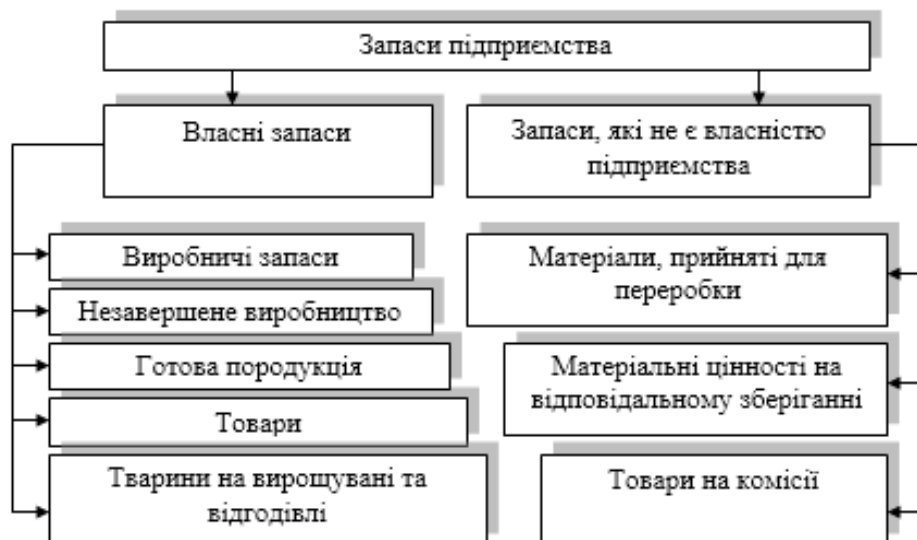 Запаси підприємства
Власні запаси
Запаси, які не є власністю
підприємства
Виробничі запаси
Незавершене виробництво
Готова породукція
Товари
Тварини на вирощувані та
відгодівлі
Матеріали, прийняті для
переробки
Матеріальні цінності на
відповідальному зберіганні
Товари на комісії